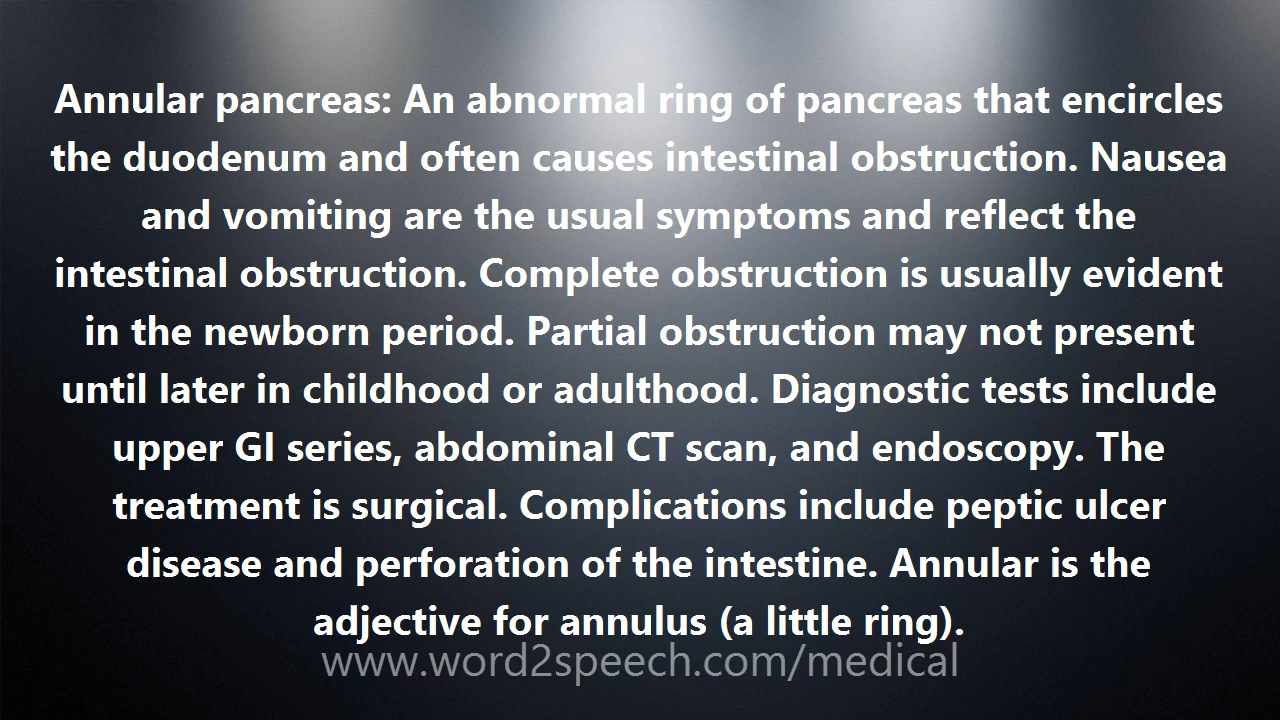 Annular pancreas: An abnormal ring of pancreas that encircles
the duodenum and often causes intestinal obstruction. Nausea
and vomiting are the usual symptoms and reflect the
intestinal obstruction. Complete obstruction is usually evident
in the newborn period. Partial obstruction may not present
until later in childhood or adulthood. Diagnostic tests include
upper GI series, abdominal CT scan, and endoscopy. The
treatment is surgical. Complications include peptic ulcer
disease and perforation of the intestine. Annular is the
adjective for annulus (a little ring).
www.word2speech.com/medical